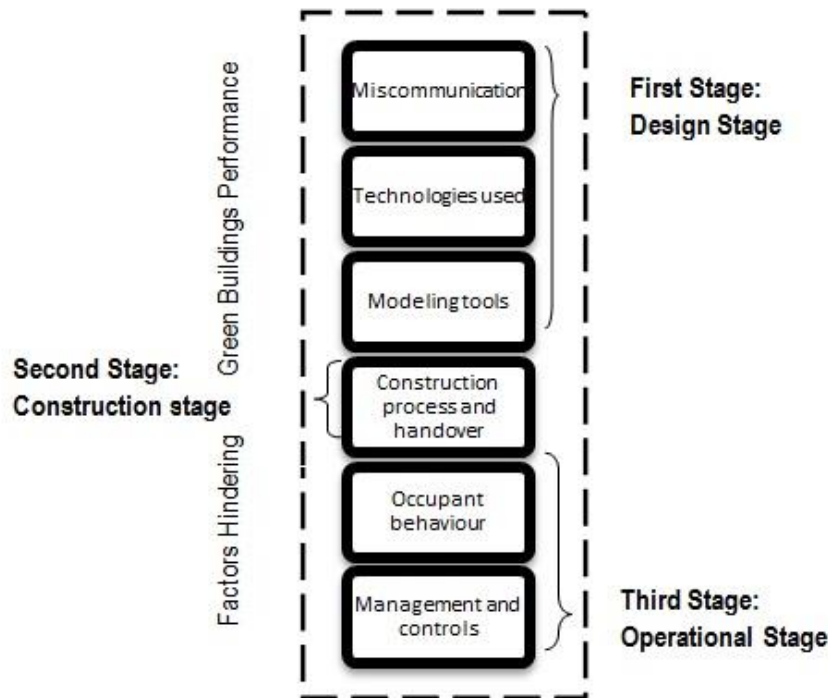 Factors Hindering Green Buildings Performance
Miscommunication
Technologies used
Modeling tools
Construction
process and
handover
Occupant
behaviour
Management and
controls
First Stage:
Design Stage
Second Stage:
Construction stage
Third Stage:
Operational Stage